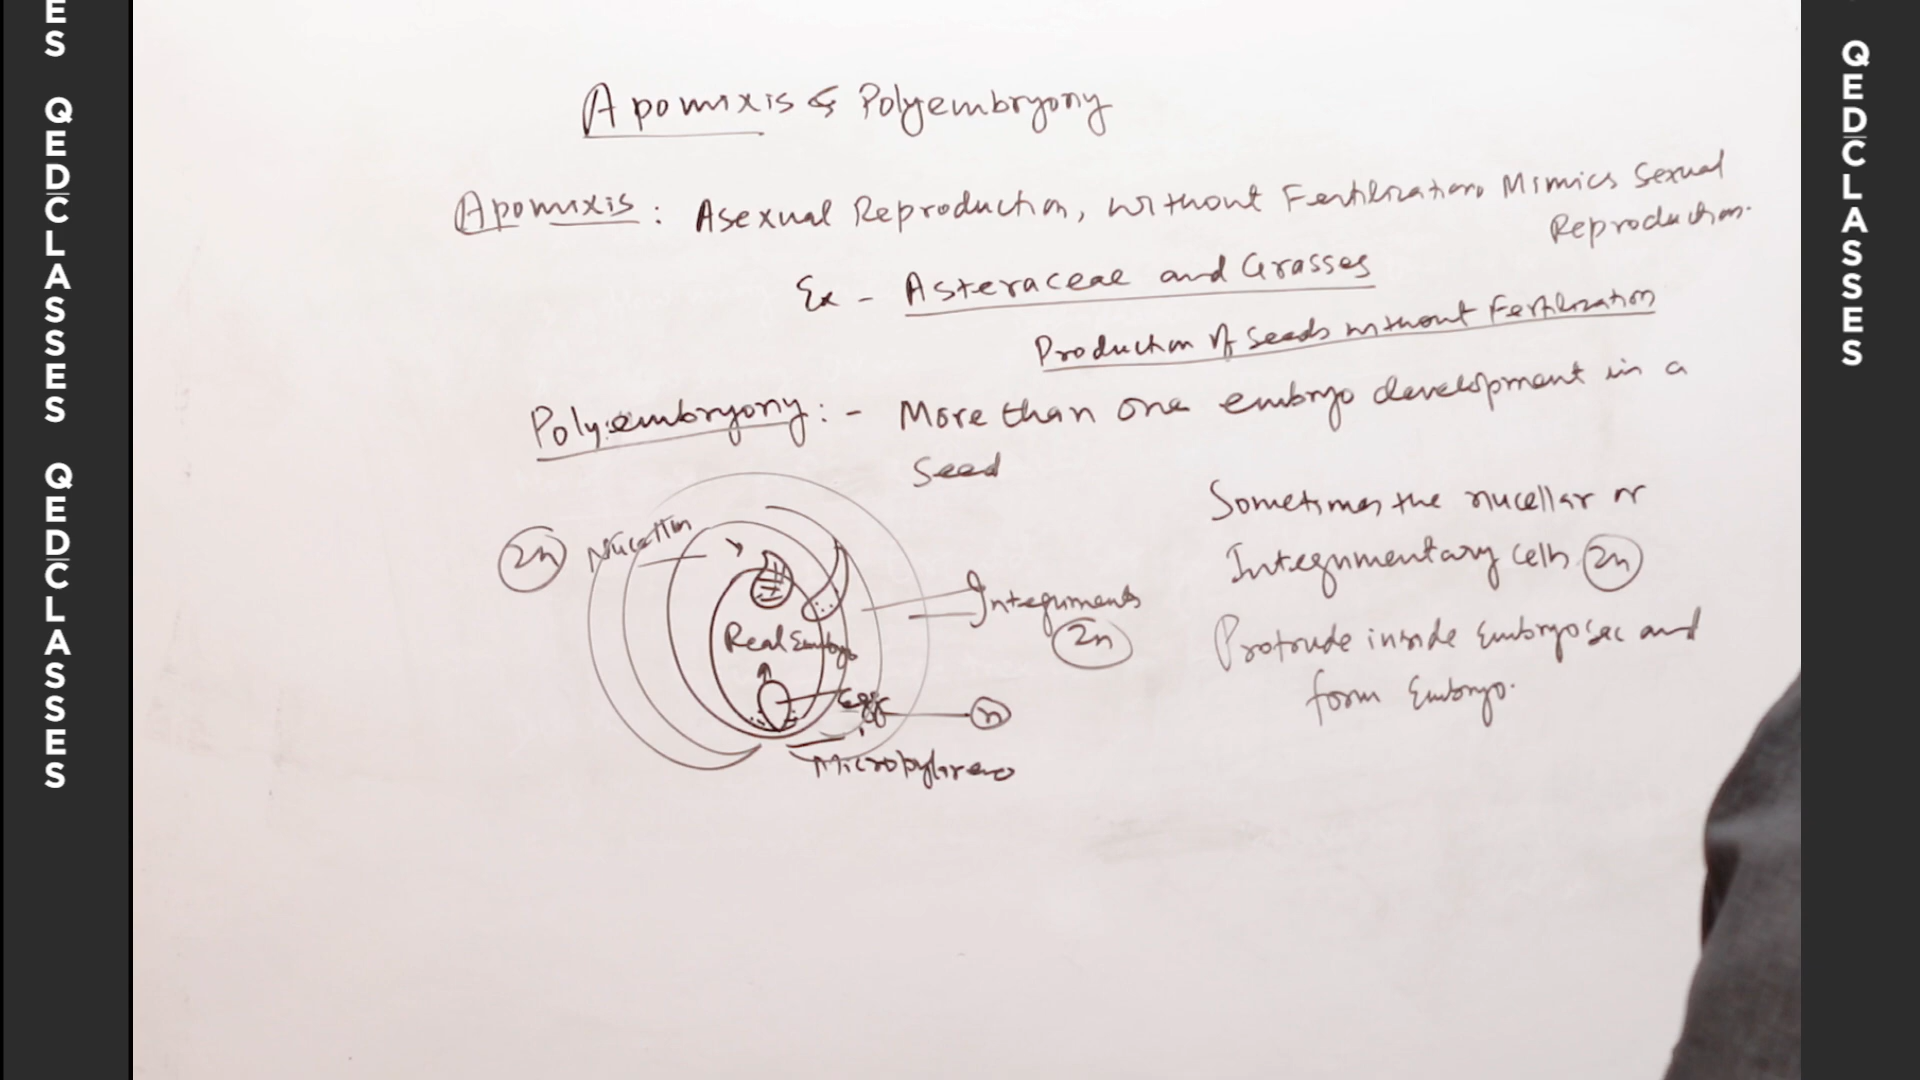 ES
QEDCLASSES
QEDCLASSES
Apomixis & Polyembryony
Apomixis : Asexual Reproduction, without Fertilization, Mimics Sexual
Reproduction.
Ex - Asteraceae and Grasses
Production of Seeds without Fertilization
Polyembryony :- More than one embryo development in a
Seed
2n Nucellus
Real Embryo
Integuments
2n
Egg
n
Sometimes the nucellar or
Integumentary cells 2n
Protrude inside Embryo sac and
form Embryo.
QEDCLASSES